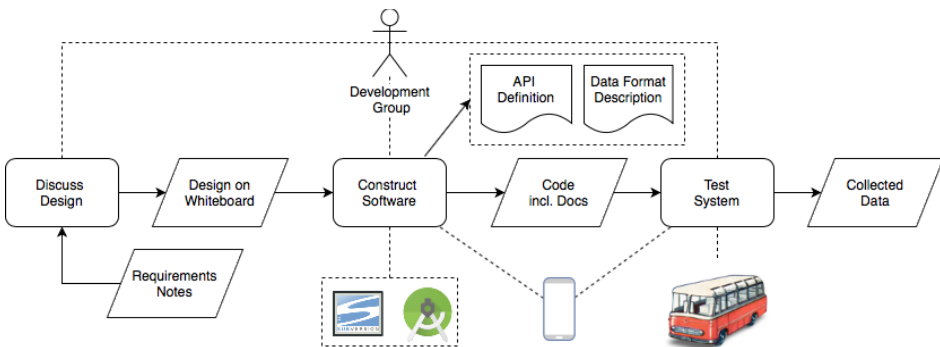 Development
Group
API
Definition
Data Format
Description
Discuss
Design
Design on
Whiteboard
Construct
Software
Code
incl. Docs
Test
System
Collected
Data
Requirements
Notes
SUBVERSION